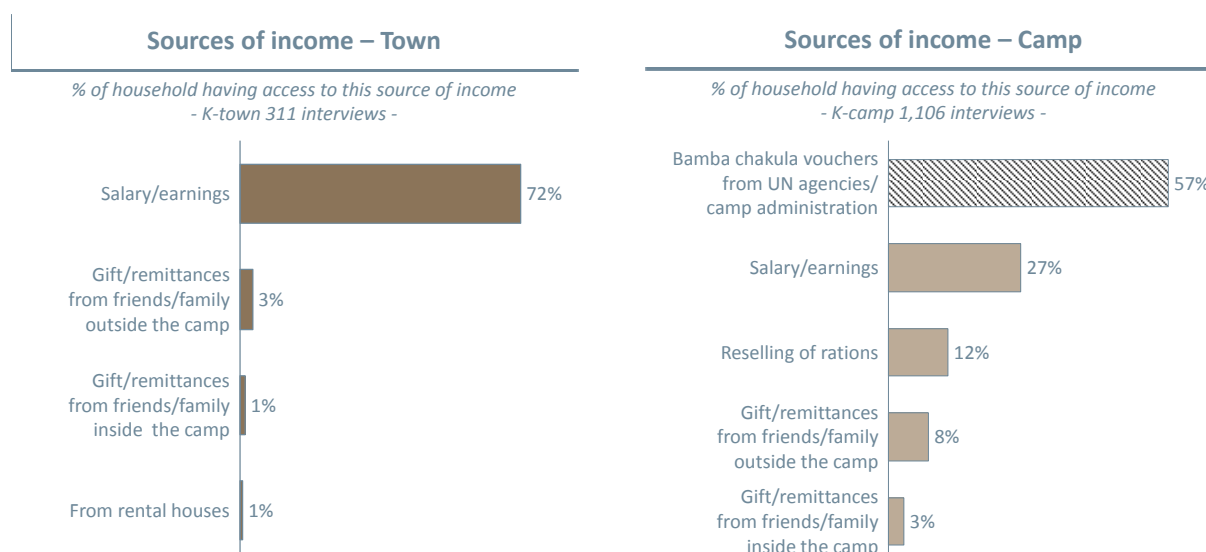 Sources of income – Town
% of household having access to this source of income
- K-town 311 interviews -
Salary/earnings
72%
Gift/remittances
from friends/family
outside the camp
3%
Gift/remittances
from friends/family
inside  the camp
1%
From rental houses
1%
Sources of income – Camp
% of household having access to this source of income
- K-camp 1,106 interviews -
Bamba chakula vouchers
from UN agencies/
camp administration
57%
Salary/earnings
27%
Reselling of rations
12%
Gift/remittances
from friends/family
outside the camp
8%
Gift/remittances
from friends/family
inside the camp
3%